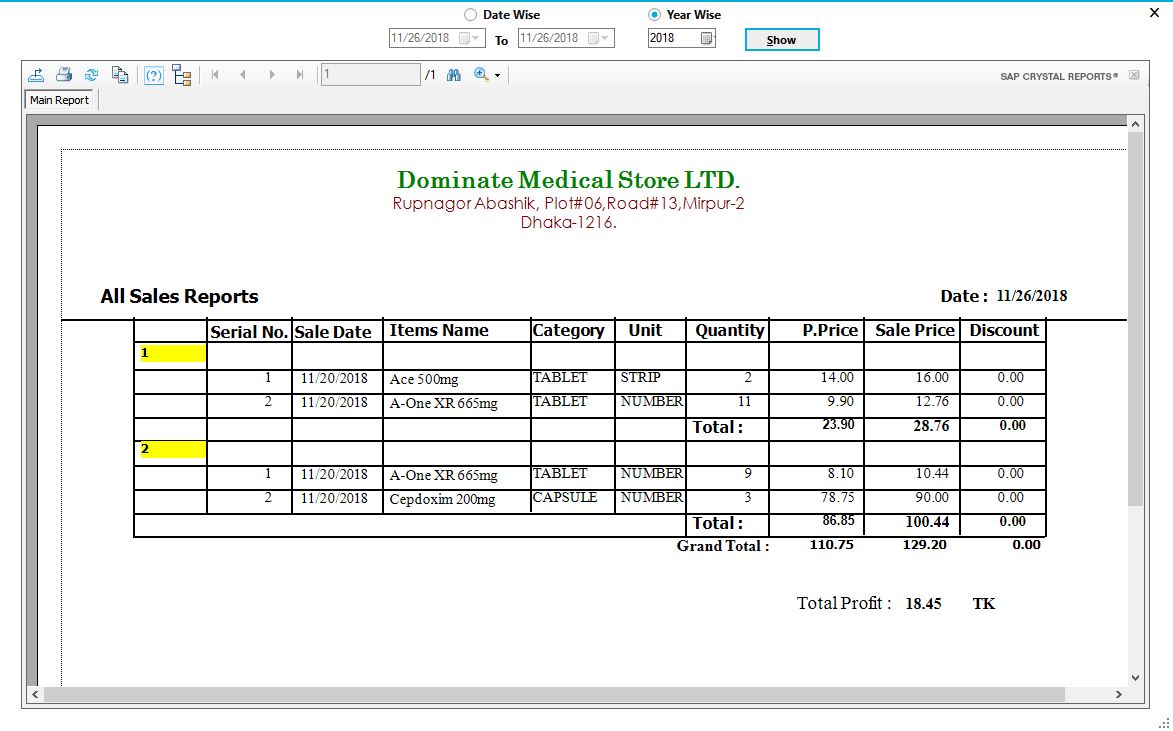 Date Wise Year Wise
11/26/2018 To 11/26/2018 2018 Show
1 /1 SAP CRYSTAL REPORTS®
Main Report
Dominate Medical Store LTD.
Rupnagor Abashik, Plot#06,Road#13,Mirpur-2
Dhaka-1216.
All Sales Reports Date : 11/26/2018
Serial No. Sale Date Items Name Category Unit Quantity P.Price Sale Price Discount
1
1 11/20/2018 Ace 500mg TABLET STRIP 2 14.00 16.00 0.00
2 11/20/2018 A-One XR 665mg TABLET NUMBER 11 9.90 12.76 0.00
Total : 23.90 28.76 0.00
2
1 11/20/2018 A-One XR 665mg TABLET NUMBER 9 8.10 10.44 0.00
2 11/20/2018 Cepdoxim 200mg CAPSULE NUMBER 3 78.75 90.00 0.00
Total : 86.85 100.44 0.00
Grand Total : 110.75 129.20 0.00
Total Profit : 18.45 TK